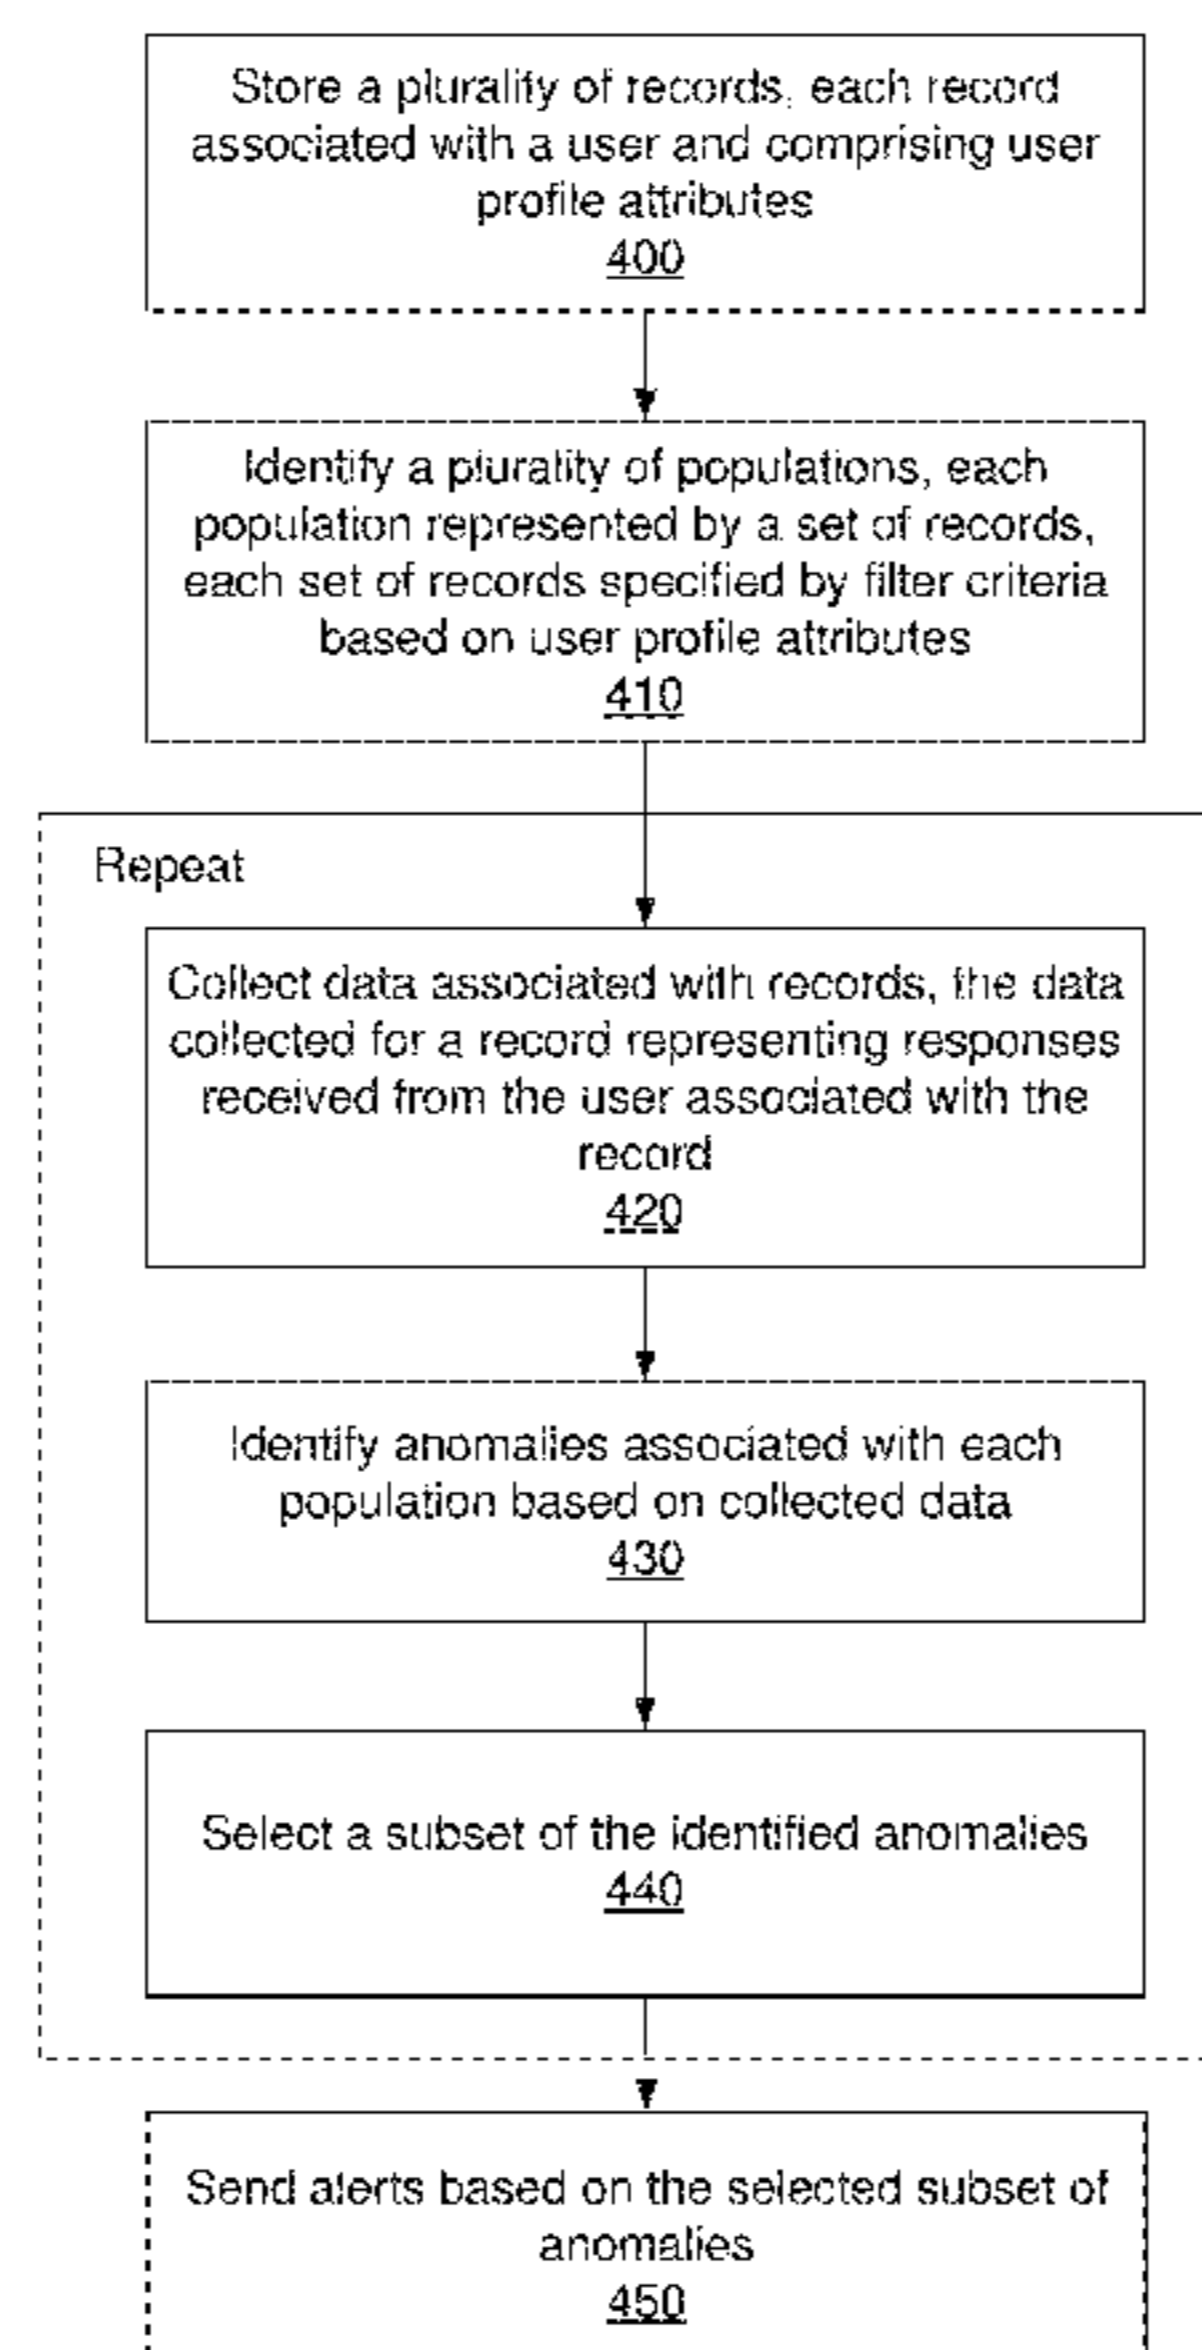 Store a plurality of records, each record
associated with a user and comprising user
profile attributes
400
Identify a plurality of populations, each
population represented by a set of records,
each set of records specified by filter criteria
based on user profile attributes
410
Repeat
Collect data associated with records, the data
collected for a record representing responses
received from the user associated with the
record
420
Identify anomalies associated with each
population based on collected data
430
Select a subset of the identified anomalies
440
Send alerts based on the selected subset of
anomalies
450